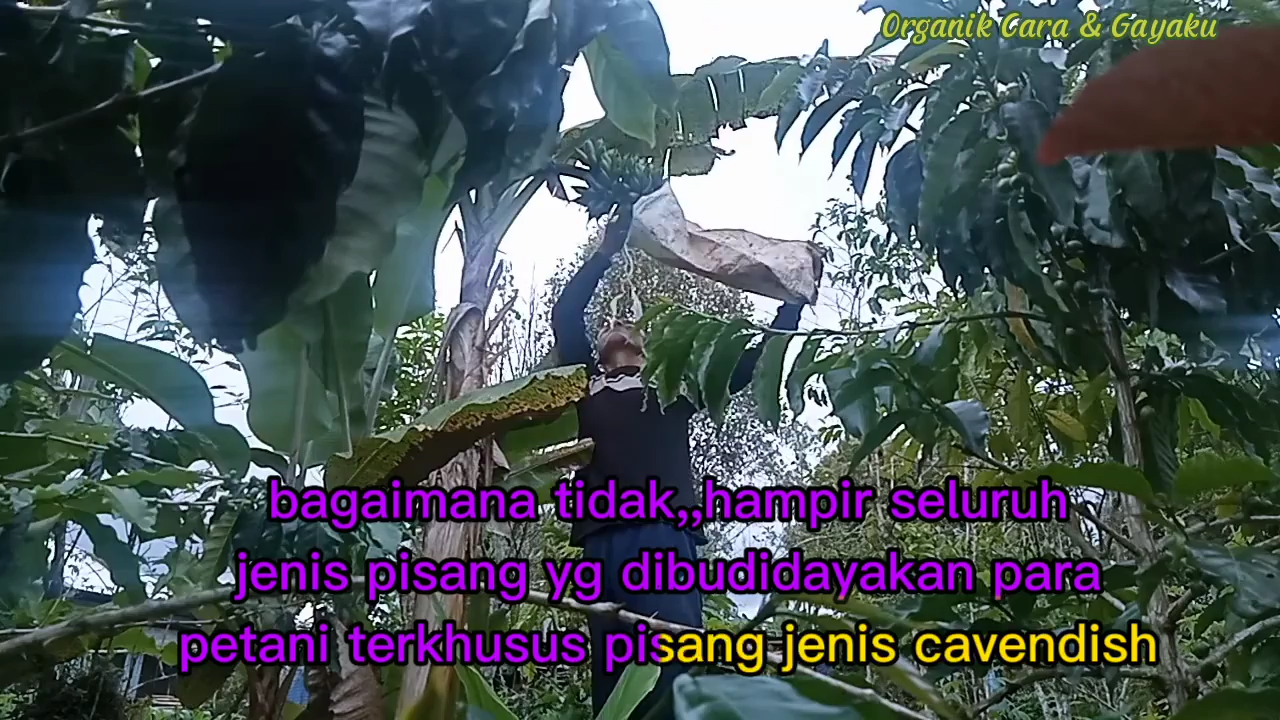 Organik Cara & Gayaku
bagaimana tidak,,hampir seluruh
jenis pisang yg dibudidayakan para
petani terkhusus pisang jenis cavendish